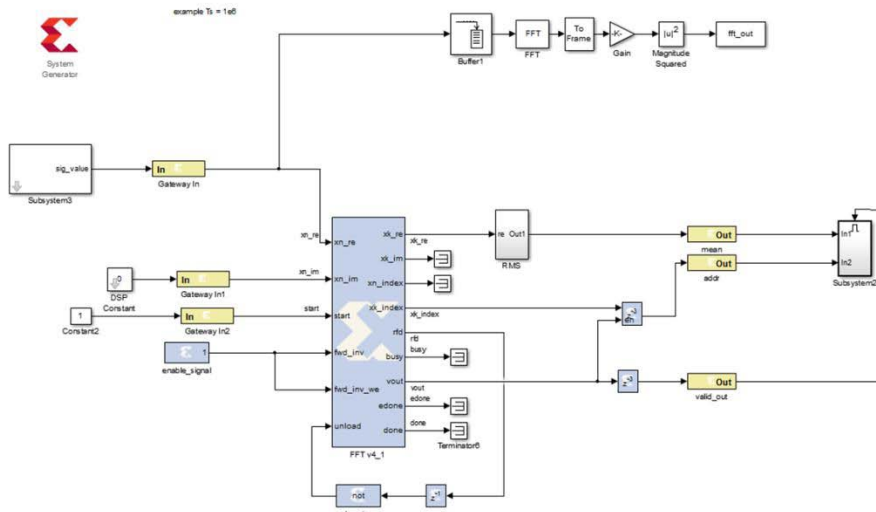 example Ts = 1e6
System
Generator
Buffer1
FFT
FFT
To
Frame
-K-
Gain
|u|²
Magnitude
Squared
fft_out
sig_value
Subsystem3
In
Gateway In
xn_re
xn_re
xk_re
xk_re
re Out1
RMS
Out
mean
In1
In2
Subsystem2
xk_im
xn_im
xn_im
xn_index
0
DSP
Constant
In
Gateway In1
Out
addr
1
Constant2
In
Gateway In2
start
start
xk_index
xk_index
en
rfd
rfd
1
enable_signal
fwd_inv
busy
busy
fwd_inv_we
vout
vout
Out
valid_out
edone
edone
unload
done
done
Terminator6
FFT v4_1
not